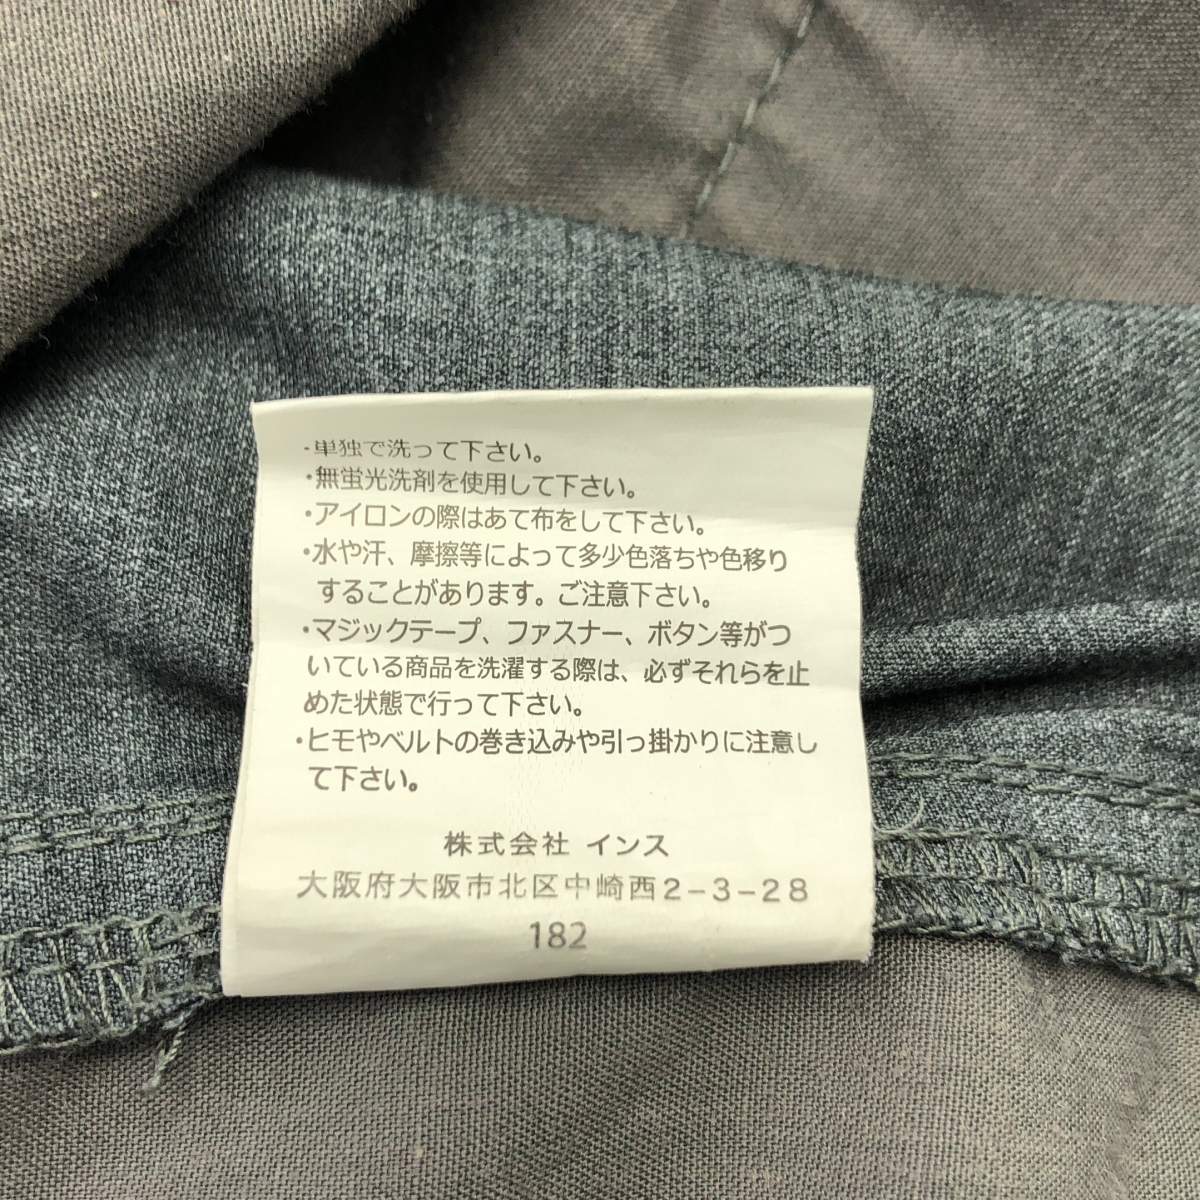 ・単独で洗って下さい。
・無蛍光洗剤を使用して下さい。
・アイロンの際はあて布をして下さい。
・水や汗、摩擦等によって多少色落ちや色移り
することがあります。ご注意下さい。
・マジックテープ、ファスナー、ボタン等がつ
いている商品を洗濯する際は、必ずそれらを止
めた状態で行って下さい。
・ヒモやベルトの巻き込みや引っ掛かりに注意し
て下さい。
株式会社 インス
大阪府大阪市北区中崎西2-3-28
182